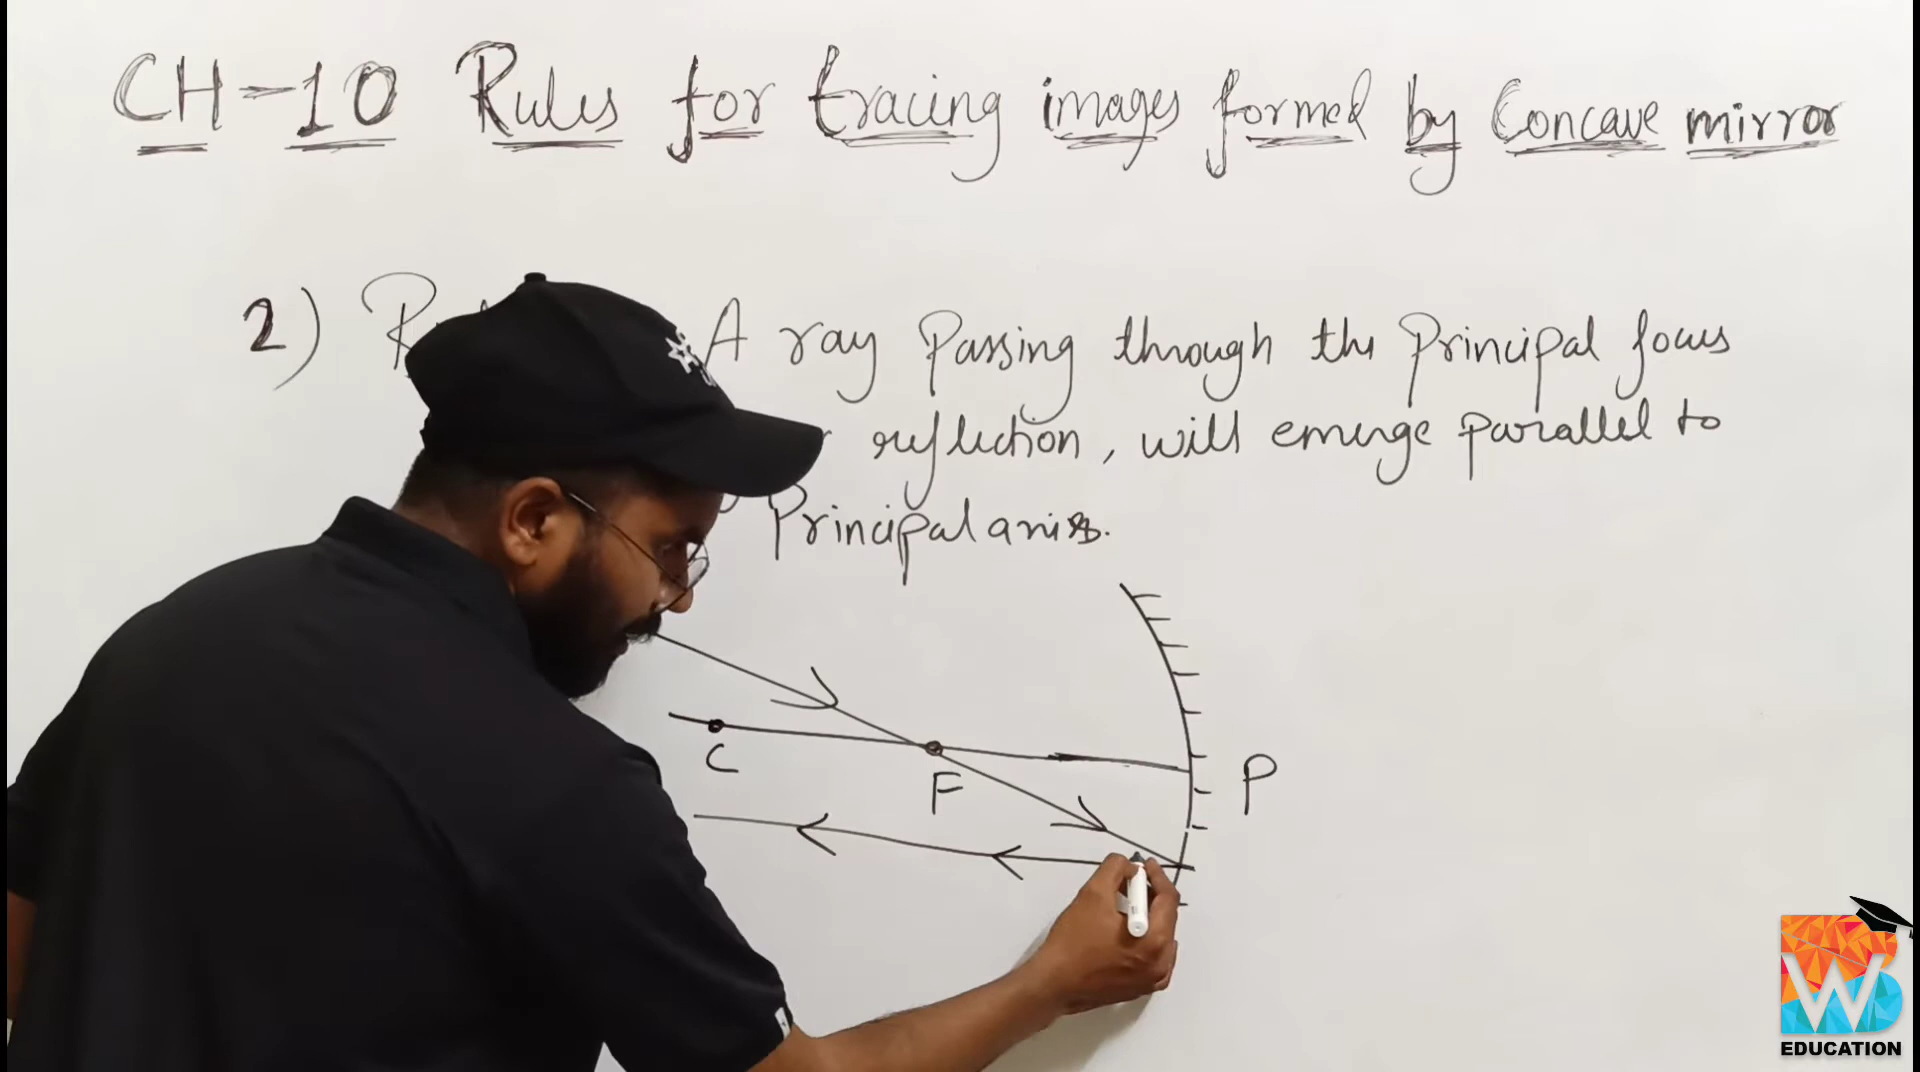 CH-10 Rules for tracing images formed by Concave mirror
2) A ray Passing through the Principal focus
reflection, will emerge parallel to
Principal axis.
C
F
P
W
EDUCATION